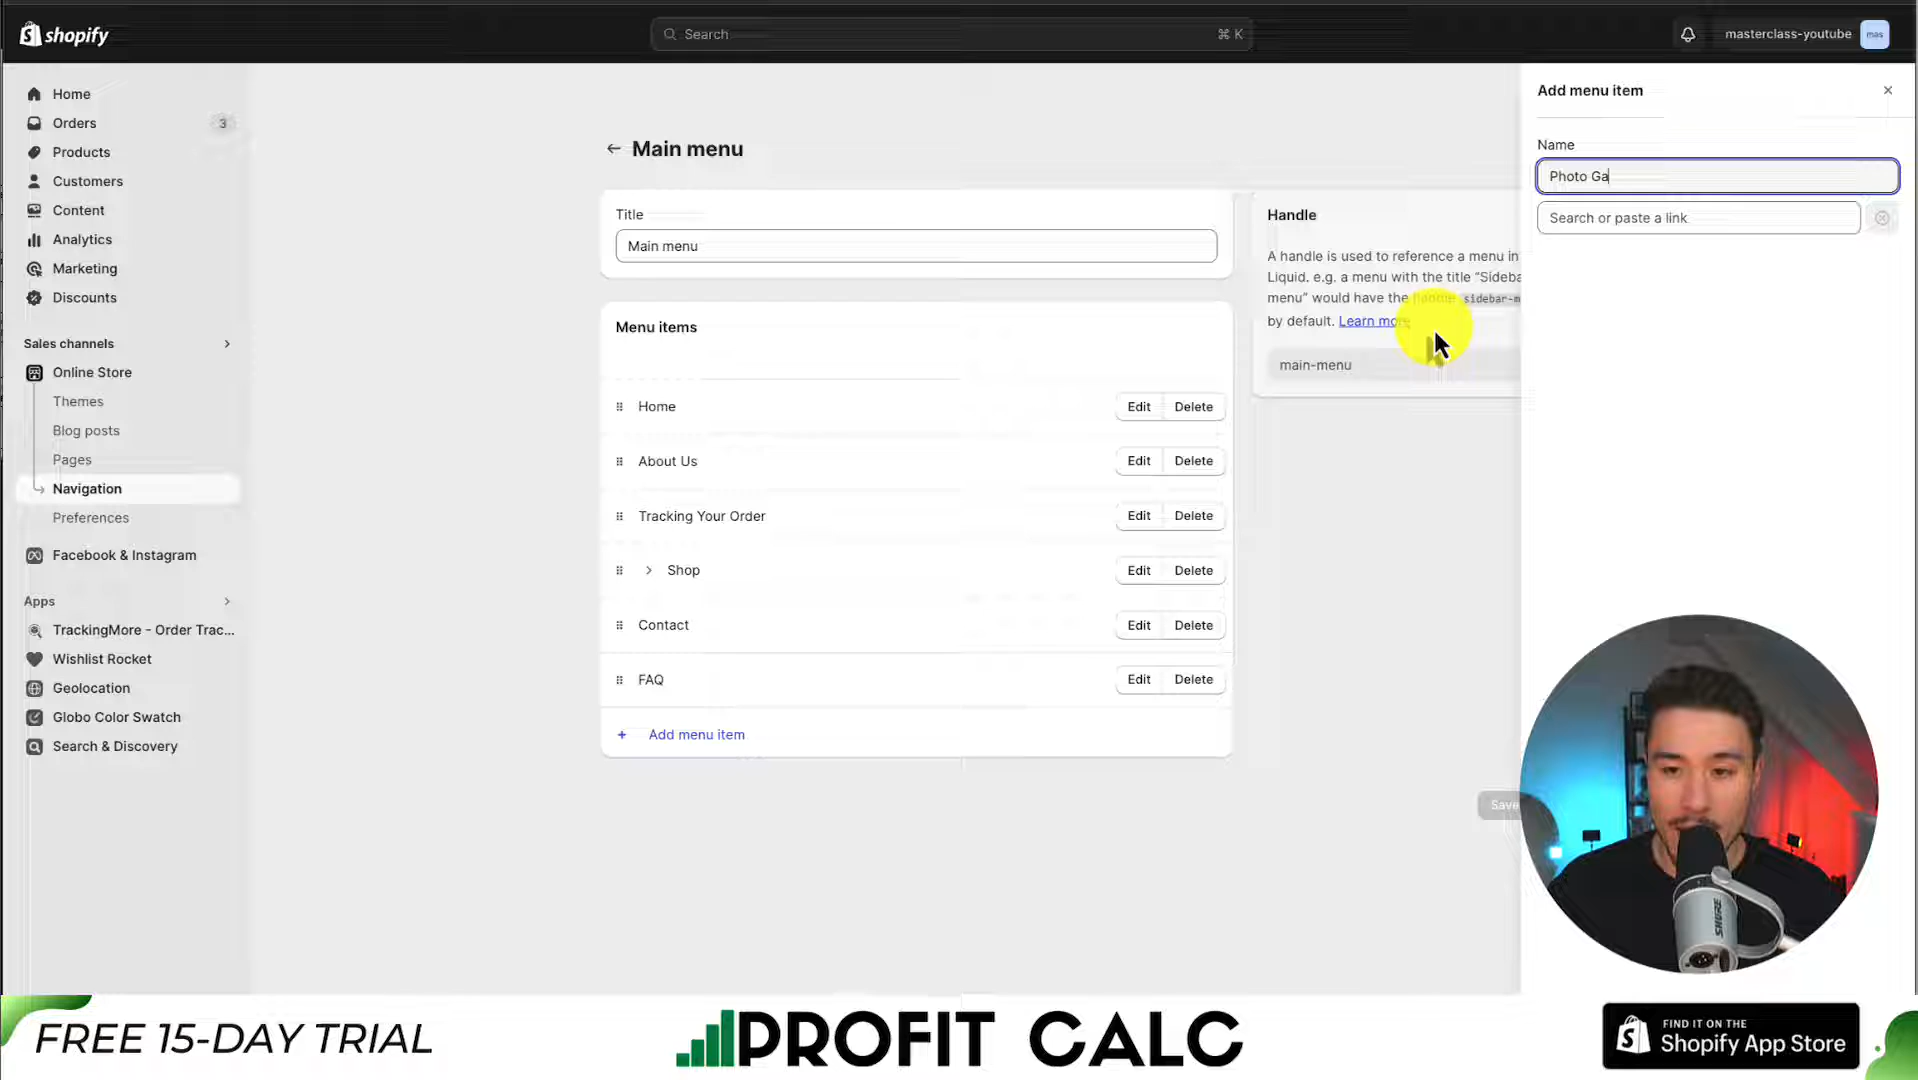 shopify
Search
⌘ K
masterclass-youtube
mas
Home
Orders
3
Products
Customers
Content
Analytics
Marketing
Discounts
Sales channels
Online Store
Themes
Blog posts
Pages
Navigation
Preferences
Facebook & Instagram
Apps
TrackingMore - Order Trac...
Wishlist Rocket
Geolocation
Globo Color Swatch
Search & Discovery
Main menu
Title
Main menu
Menu items
Home
Edit
Delete
About Us
Edit
Delete
Tracking Your Order
Edit
Delete
Shop
Edit
Delete
Contact
Edit
Delete
FAQ
Edit
Delete
+ Add menu item
Handle
A handle is used to reference a menu in
Liquid. e.g. a menu with the title “Sideba
menu” would have the handle sidebar-m
by default. Learn more
main-menu
Save
Add menu item
Name
Photo Ga
Search or paste a link
SHURE
FREE 15-DAY TRIAL
PROFIT CALC
FIND IT ON THE
Shopify App Store